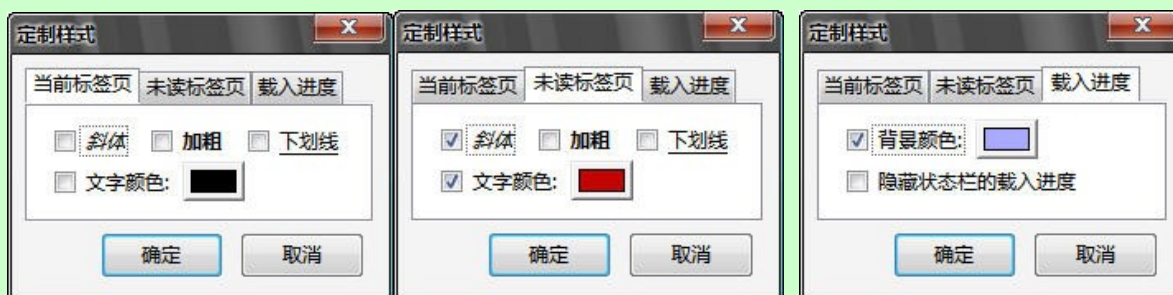 定制样式
当前标签页 未读标签页 载入进度
斜体 加粗 下划线
文字颜色:
确定 取消
定制样式
当前标签页 未读标签页 载入进度
斜体 加粗 下划线
文字颜色:
确定 取消
定制样式
当前标签页 未读标签页 载入进度
背景颜色:
隐藏状态栏的载入进度
确定 取消